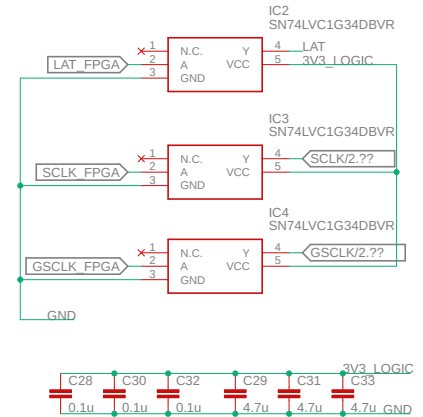 IC2
SN74LVC1G34DBVR
1 N.C. Y 4 LAT
LAT_FPGA 2 A VCC 5 3V3_LOGIC
3 GND
IC3
SN74LVC1G34DBVR
1 N.C. Y 4 SCLK/2.??
SCLK_FPGA 2 A VCC 5
3 GND
IC4
SN74LVC1G34DBVR
1 N.C. Y 4 GSCLK/2.??
GSCLK_FPGA 2 A VCC 5
3 GND
GND
3V3_LOGIC
C28 C30 C32 C29 C31 C33
0.1u 0.1u 0.1u 4.7u 4.7u 4.7u GND